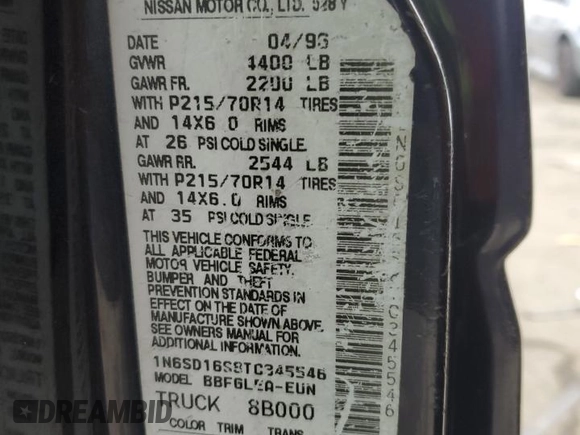 NISSAN MOTOR CO., LTD.
DATE 04/96
GVWR 4400 LB
GAWR FR. 2200 LB
WITH P215/70R14 TIRES
AND 14X6.0 RIMS
AT 26 PSI COLD SINGLE.
GAWR RR. 2544 LB
WITH P215/70R14 TIRES
AND 14X6.0 RIMS
AT 35 PSI COLD SINGLE.
THIS VEHICLE CONFORMS TO
ALL APPLICABLE FEDERAL
MOTOR VEHICLE SAFETY,
BUMPER AND THEFT
PREVENTION STANDARDS IN
EFFECT ON THE DATE OF
MANUFACTURE SHOWN ABOVE.
SEE OWNERS MANUAL FOR
ADDITIONAL INFORMATION.
1N6SD16S8TC345546
MODEL
TRUCK 8B000
COLOR TRIM TRANS
AUTOBIDCAR